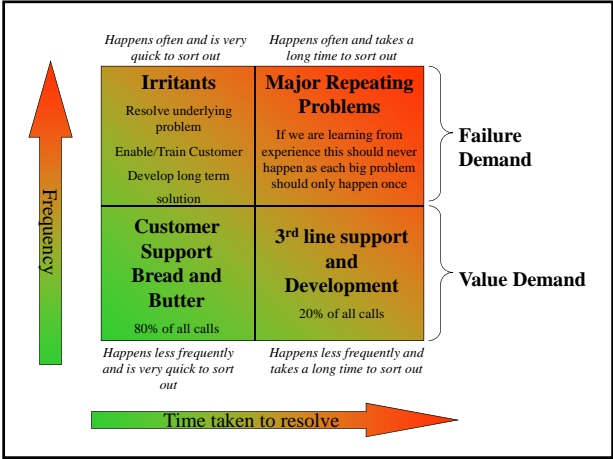 Happens often and is very
quick to sort out
Happens often and takes a
long time to sort out
Irritants
Resolve underlying
problem
Enable/Train Customer
Develop long term
solution
Major Repeating
Problems
If we are learning from
experience this should never
happen as each big problem
should only happen once
Failure
Demand
Frequency
Customer
Support
Bread and
Butter
80% of all calls
3rd line support
and
Development
20% of all calls
Value Demand
Happens less frequently
and is very quick to sort
out
Happens less frequently and
takes a long time to sort out
Time taken to resolve